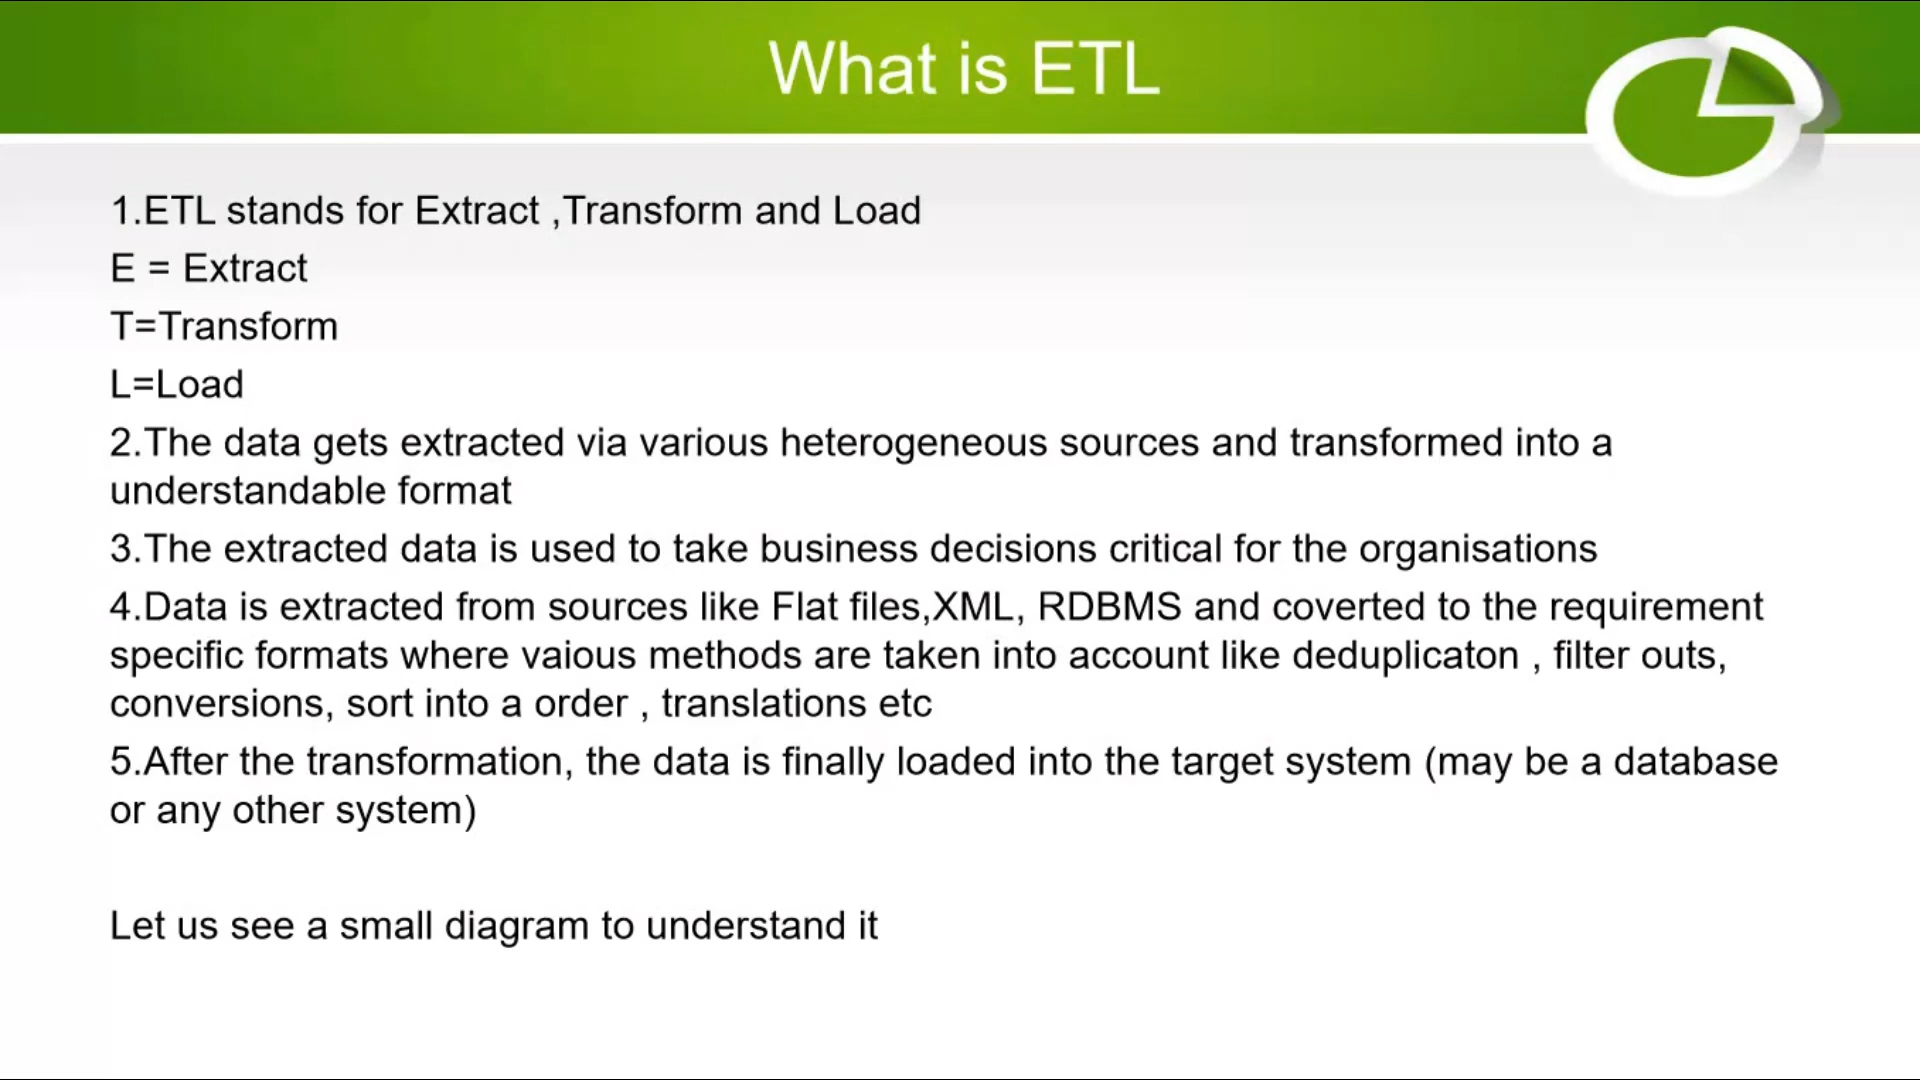 What is ETL
1.ETL stands for Extract ,Transform and Load
E = Extract
T=Transform
L=Load
2.The data gets extracted via various heterogeneous sources and transformed into a
understandable format
3.The extracted data is used to take business decisions critical for the organisations
4.Data is extracted from sources like Flat files,XML, RDBMS and coverted to the requirement
specific formats where vaious methods are taken into account like deduplicaton , filter outs,
conversions, sort into a order , translations etc
5.After the transformation, the data is finally loaded into the target system (may be a database
or any other system)
Let us see a small diagram to understand it